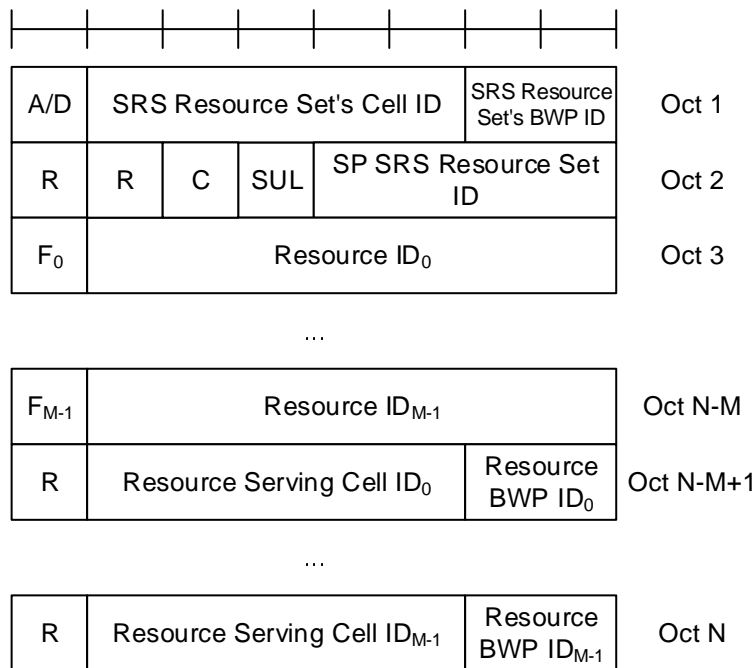 A/D SRS Resource Set's Cell ID SRS Resource Set's BWP ID Oct 1
R R C SUL SP SRS Resource Set ID Oct 2
F0 Resource ID0 Oct 3
...
FM-1 Resource IDM-1 Oct N-M
R Resource Serving Cell ID0 Resource BWP ID0 Oct N-M+1
...
R Resource Serving Cell IDM-1 Resource BWP IDM-1 Oct N